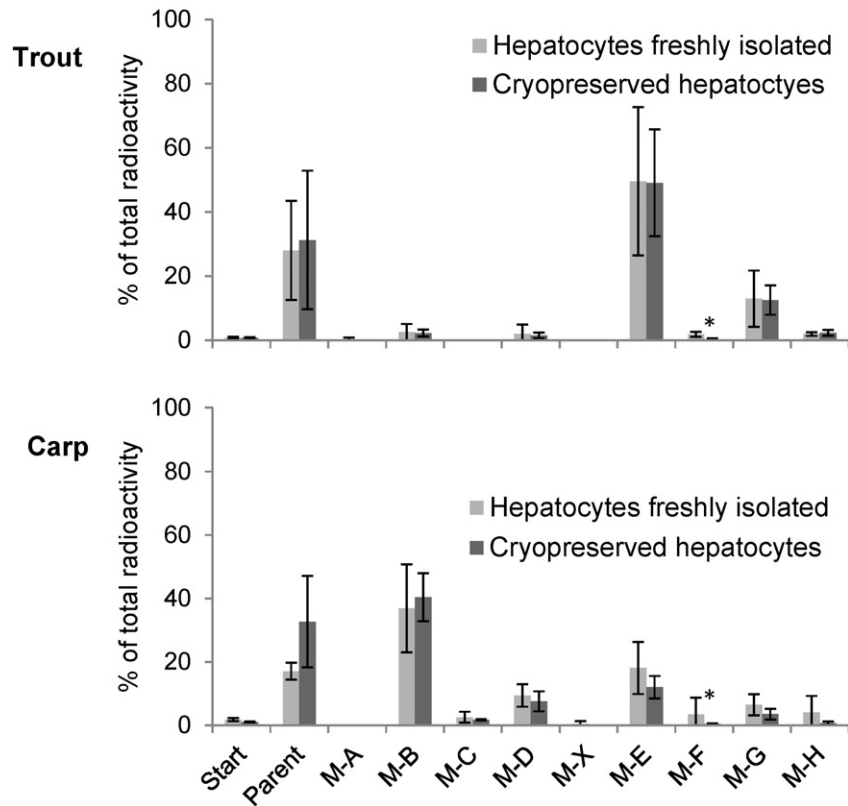 Trout
% of total radioactivity
100
80
60
40
20
0
Hepatocytes freshly isolated
Cryopreserved hepatoctyes
*
Carp
% of total radioactivity
100
80
60
40
20
0
Hepatocytes freshly isolated
Cryopreserved hepatocytes
*
Start
Parent
M-A
M-B
M-C
M-D
M-X
M-E
M-F
M-G
M-H